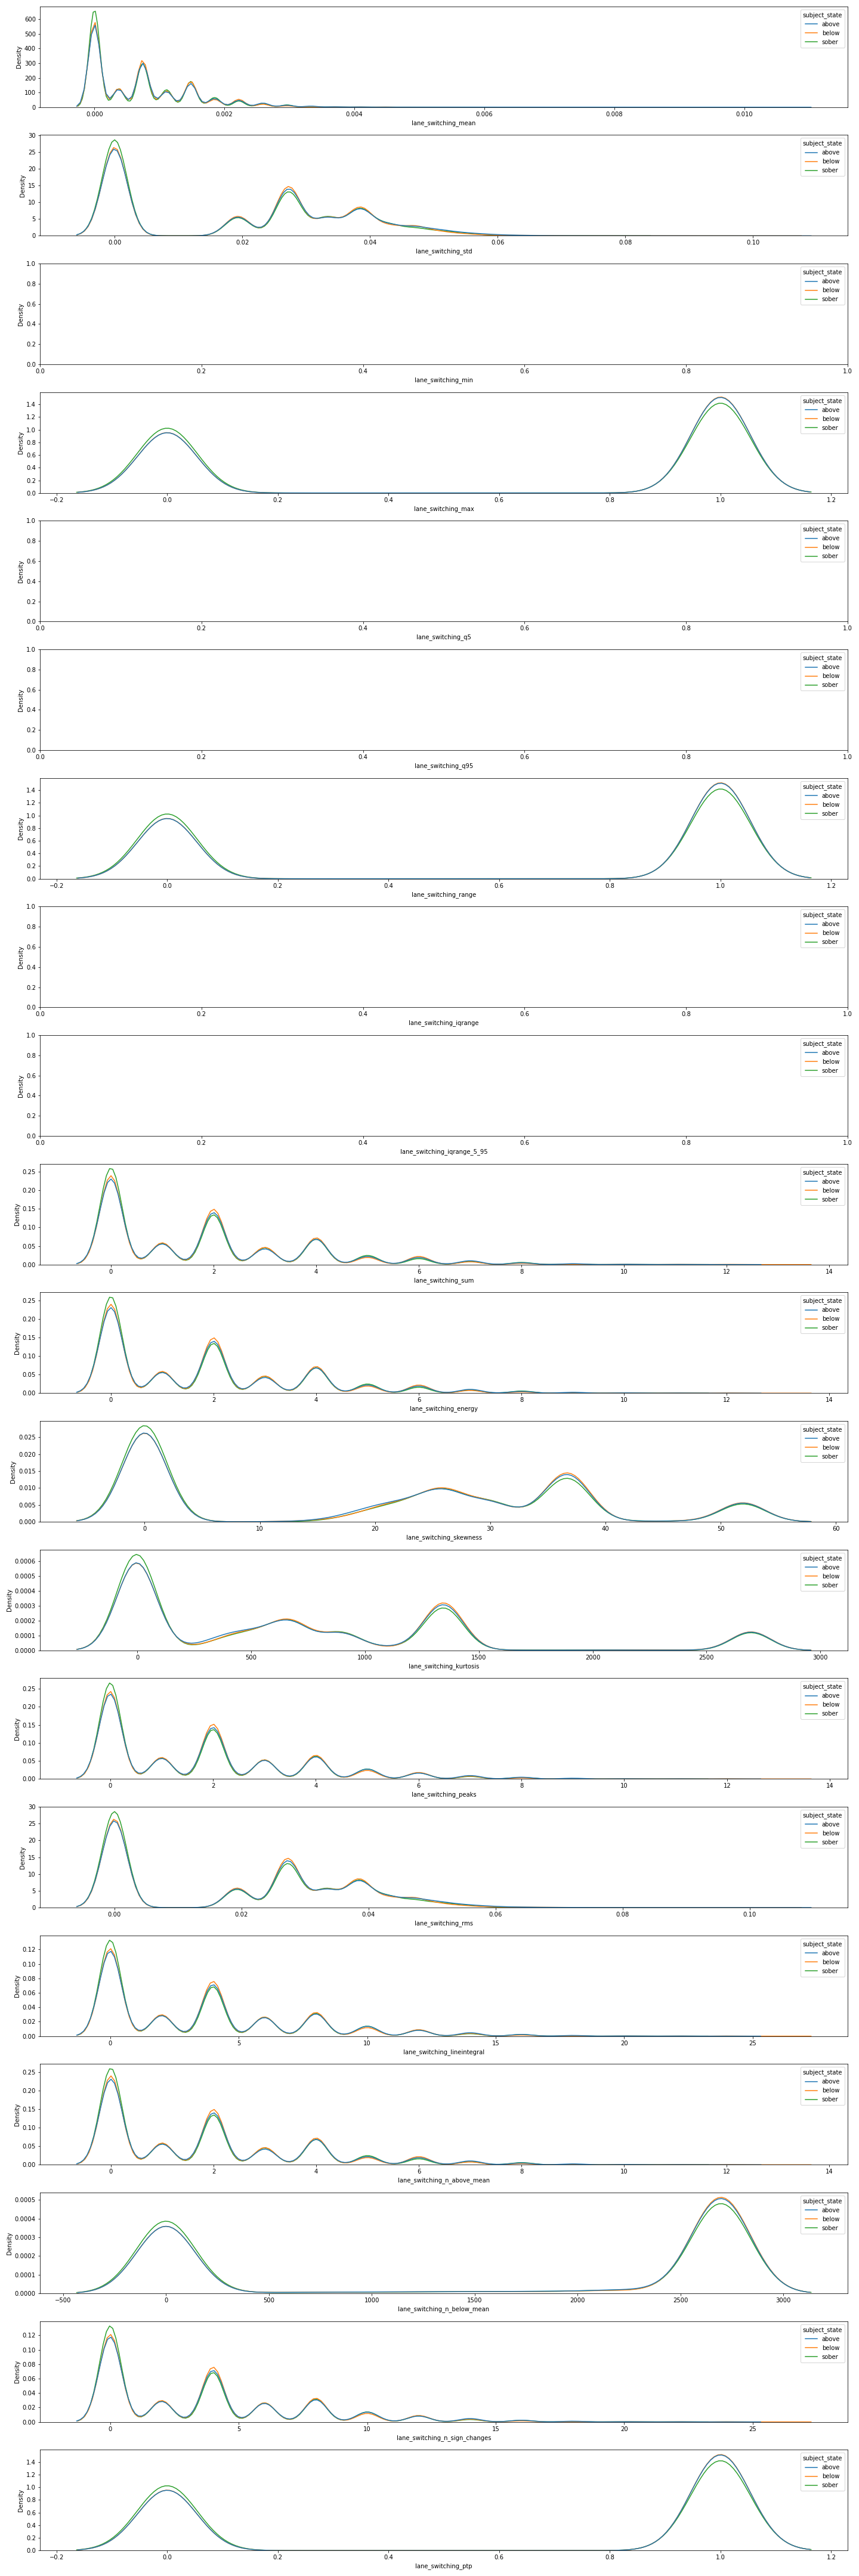 600
500
400
300
200
100
0
Density
subject_state
above
below
sober
0.000 0.002 0.004 0.006 0.008 0.010
lane_switching_mean
30
25
20
15
10
5
0
Density
subject_state
above
below
sober
0.00 0.02 0.04 0.06 0.08 0.10
lane_switching_std
1.0
0.8
0.6
0.4
0.2
0.0
Density
subject_state
above
below
sober
0.0 0.2 0.4 0.6 0.8 1.0
lane_switching_min
1.4
1.2
1.0
0.8
0.6
0.4
0.2
0.0
Density
subject_state
above
below
sober
−0.2 0.0 0.2 0.4 0.6 0.8 1.0 1.2
lane_switching_max
1.0
0.8
0.6
0.4
0.2
0.0
Density
subject_state
above
below
sober
0.0 0.2 0.4 0.6 0.8 1.0
lane_switching_q5
1.0
0.8
0.6
0.4
0.2
0.0
Density
subject_state
above
below
sober
0.0 0.2 0.4 0.6 0.8 1.0
lane_switching_q95
1.4
1.2
1.0
0.8
0.6
0.4
0.2
0.0
Density
subject_state
above
below
sober
−0.2 0.0 0.2 0.4 0.6 0.8 1.0 1.2
lane_switching_range
1.0
0.8
0.6
0.4
0.2
0.0
Density
subject_state
above
below
sober
0.0 0.2 0.4 0.6 0.8 1.0
lane_switching_iqrange
1.0
0.8
0.6
0.4
0.2
0.0
Density
subject_state
above
below
sober
0.0 0.2 0.4 0.6 0.8 1.0
lane_switching_iqrange_5_95
0.25
0.20
0.15
0.10
0.05
0.00
Density
subject_state
above
below
sober
0 2 4 6 8 10 12 14
lane_switching_sum
0.25
0.20
0.15
0.10
0.05
0.00
Density
subject_state
above
below
sober
0 2 4 6 8 10 12 14
lane_switching_energy
0.025
0.020
0.015
0.010
0.005
0.000
Density
subject_state
above
below
sober
0 10 20 30 40 50 60
lane_switching_skewness
0.0006
0.0005
0.0004
0.0003
0.0002
0.0001
0.0000
Density
subject_state
above
below
sober
0 500 1000 1500 2000 2500 3000
lane_switching_kurtosis
0.25
0.20
0.15
0.10
0.05
0.00
Density
subject_state
above
below
sober
0 2 4 6 8 10 12 14
lane_switching_peaks
30
25
20
15
10
5
0
Density
subject_state
above
below
sober
0.00 0.02 0.04 0.06 0.08 0.10
lane_switching_rms
0.12
0.10
0.08
0.06
0.04
0.02
0.00
Density
subject_state
above
below
sober
0 5 10 15 20 25
lane_switching_lineintegral
0.25
0.20
0.15
0.10
0.05
0.00
Density
subject_state
above
below
sober
0 2 4 6 8 10 12 14
lane_switching_n_above_mean
0.0005
0.0004
0.0003
0.0002
0.0001
0.0000
Density
subject_state
above
below
sober
−500 0 500 1000 1500 2000 2500 3000
lane_switching_n_below_mean
0.12
0.10
0.08
0.06
0.04
0.02
0.00
Density
subject_state
above
below
sober
0 5 10 15 20 25
lane_switching_n_sign_changes
1.4
1.2
1.0
0.8
0.6
0.4
0.2
0.0
Density
subject_state
above
below
sober
−0.2 0.0 0.2 0.4 0.6 0.8 1.0 1.2
lane_switching_ptp